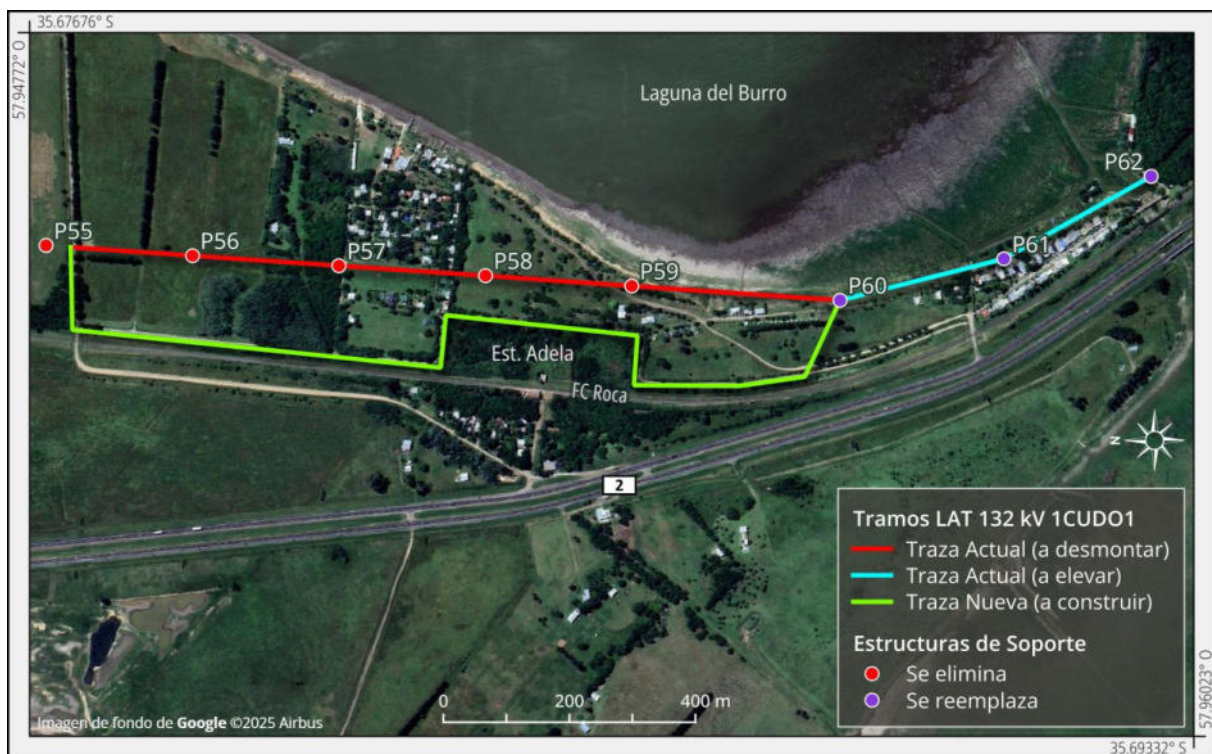 35.67676° S
57.94772° O
Laguna del Burro
P62
P55
P56
P57
P58
P59
P60
P61
Est. Adela
FC Roca
N
2
Tramos LAT 132 kV 1CUDO1
Traza Actual (a desmontar)
Traza Actual (a elevar)
Traza Nueva (a construir)
Estructuras de Soporte
Se elimina
Se reemplaza
0 200 400 m
Imagen de fondo de Google ©2025 Airbus
57.96023° O
35.69332° S